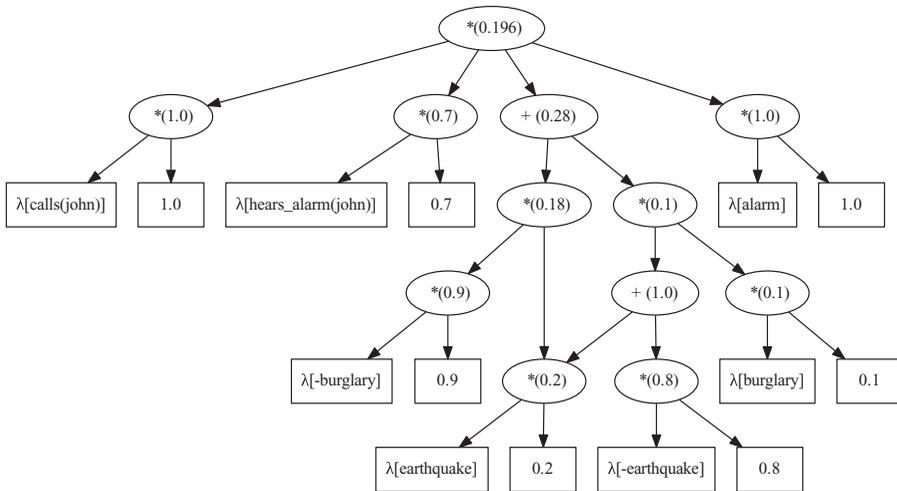 *(0.196)
*(1.0)
*(0.7)
+ (0.28)
*(1.0)
λ[calls(john)]
1.0
λ[hears_alarm(john)]
0.7
*(0.18)
*(0.1)
λ[alarm]
1.0
*(0.9)
+ (1.0)
*(0.1)
λ[-burglary]
0.9
*(0.2)
*(0.8)
λ[burglary]
0.1
λ[earthquake]
0.2
λ[-earthquake]
0.8